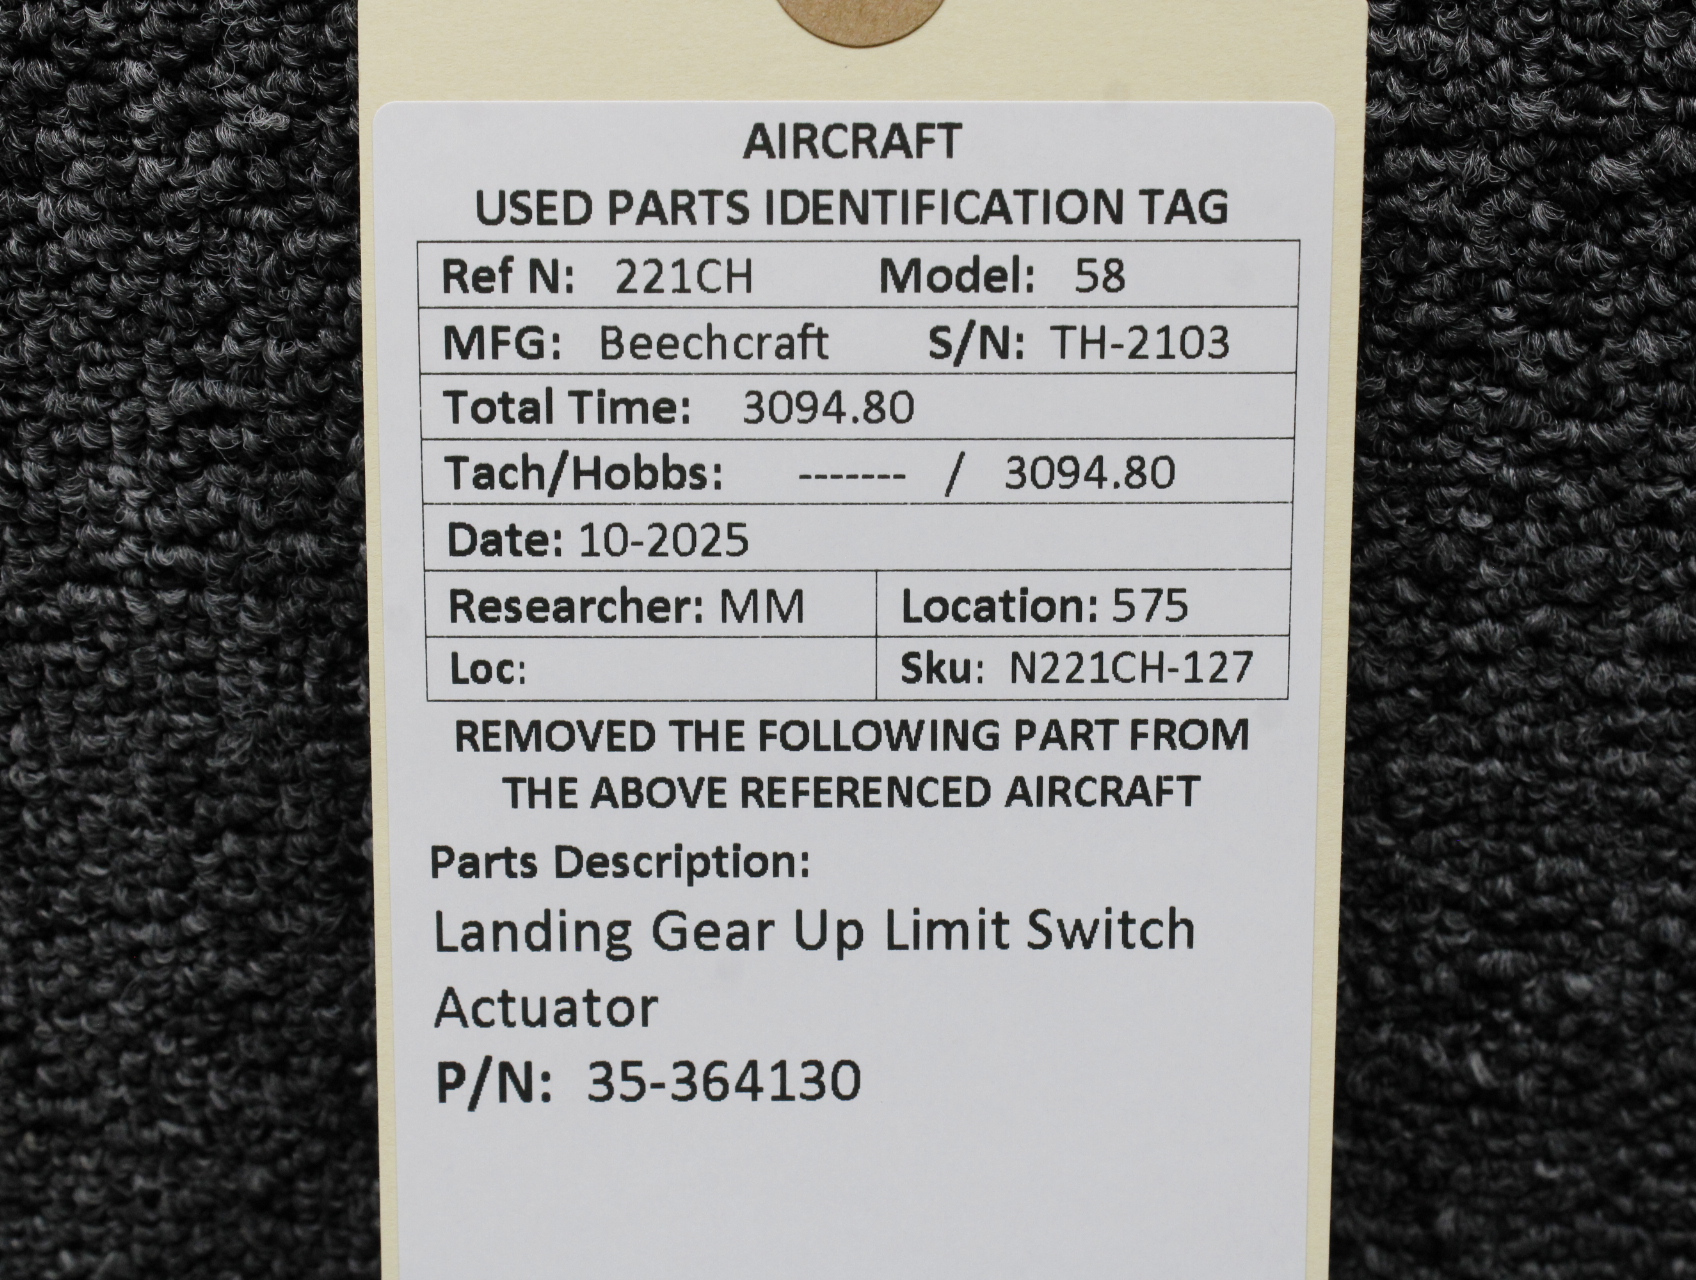 AIRCRAFT
USED PARTS IDENTIFICATION TAG
Ref N: 221CH Model: 58
MFG: Beechcraft S/N: TH-2103
Total Time: 3094.80
Tach/Hobbs: ------- / 3094.80
Date: 10-2025
Researcher: MM Location: 575
Loc: Sku: N221CH-127
REMOVED THE FOLLOWING PART FROM
THE ABOVE REFERENCED AIRCRAFT
Parts Description:
Landing Gear Up Limit Switch
Actuator
P/N: 35-364130